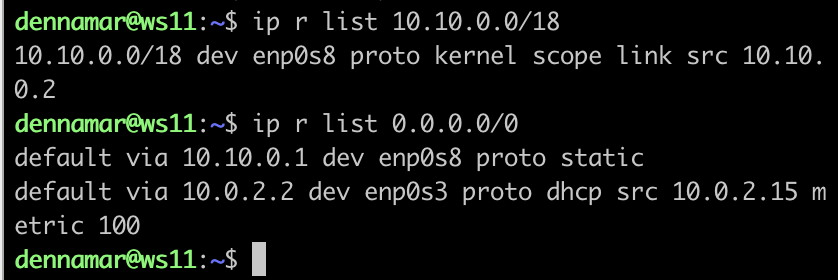 dennamar@ws11:~$ ip r list 10.10.0.0/18
10.10.0.0/18 dev enp0s8 proto kernel scope link src 10.10.
0.2
dennamar@ws11:~$ ip r list 0.0.0.0/0
default via 10.10.0.1 dev enp0s8 proto static
default via 10.0.2.2 dev enp0s3 proto dhcp src 10.0.2.15 m
etric 100
dennamar@ws11:~$